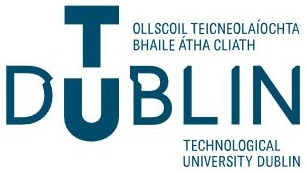 OLLSCOIL TEICNEOLAÍOCHTA
BHAILE ÁTHA CLIATH
TU
DUBLIN
TECHNOLOGICAL
UNIVERSITY DUBLIN